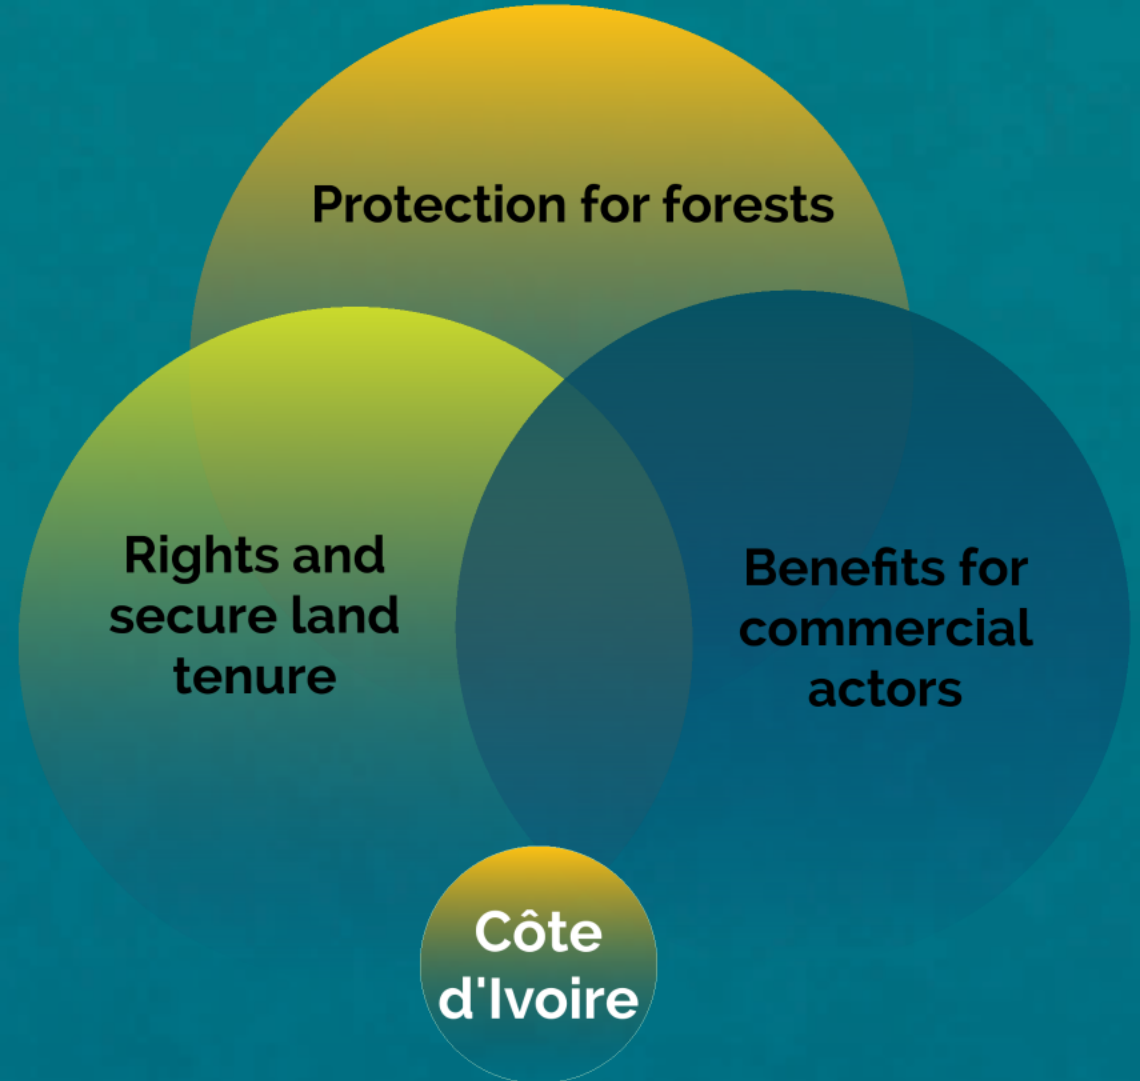 Protection for forests
Rights and
secure land
tenure
Benefits for
commercial
actors
Côte
d'Ivoire